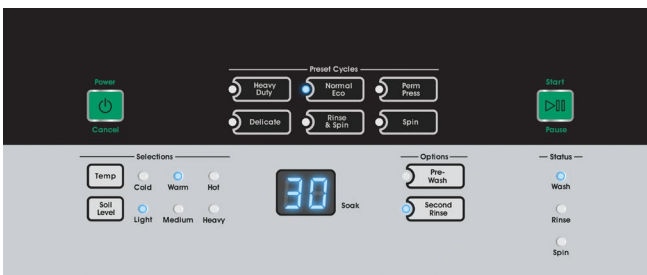 Preset Cycles
Power
Cancel
Heavy
Duty
Normal
Eco
Perm
Press
Delicate
Rinse
& Spin
Spin
Start
Pause
Selections
Temp
Cold
Warm
Hot
Soil
Level
Light
Medium
Heavy
30
Soak
Options
Pre-
Wash
Second
Rinse
Status
Wash
Rinse
Spin